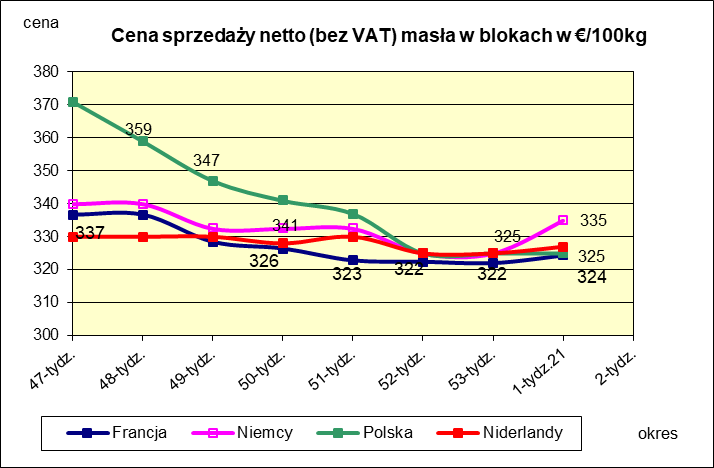 cena
Cena sprzedaży netto (bez VAT) masła w blokach w €/100kg
380
370
360
350
340
330
320
310
300
359
347
341
337
326
323
322
325
322
335
325
324
47-tydz.
48-tydz.
49-tydz.
50-tydz.
51-tydz.
52-tydz.
53-tydz.
1-tydz.21
2-tydz.
Francja Niemcy Polska Niderlandy
okres